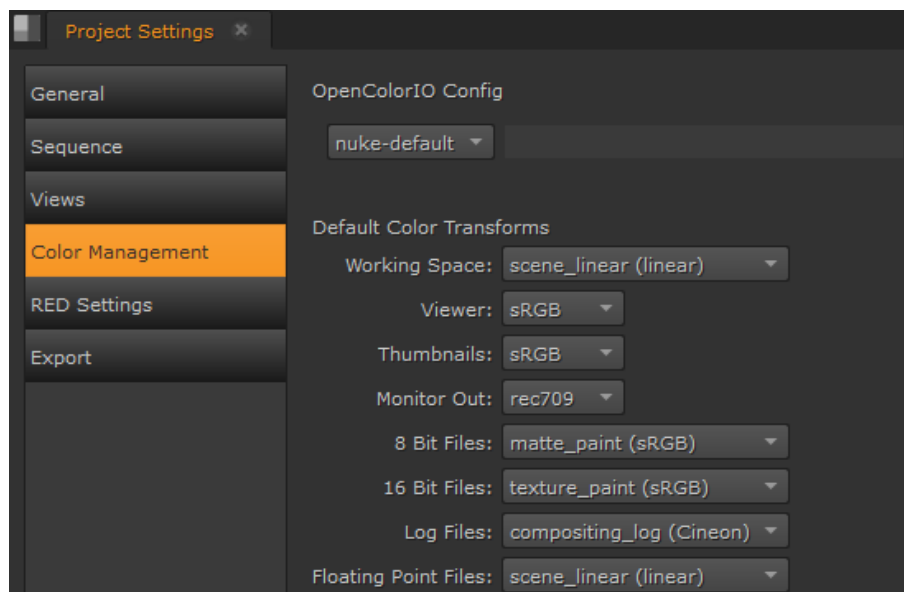 Project Settings
General
Sequence
Views
Color Management
RED Settings
Export
OpenColorIO Config
nuke-default
Default Color Transforms
Working Space: scene_linear (linear)
Viewer: sRGB
Thumbnails: sRGB
Monitor Out: rec709
8 Bit Files: matte_paint (sRGB)
16 Bit Files: texture_paint (sRGB)
Log Files: compositing_log (Cineon)
Floating Point Files: scene_linear (linear)